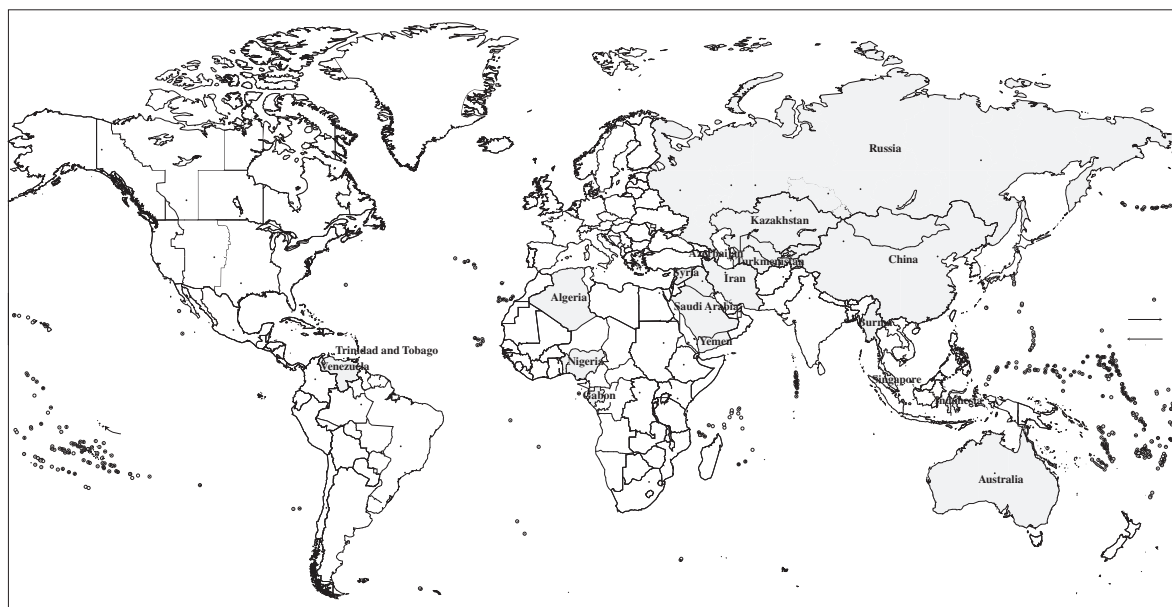 Russia
Kazakhstan
Azerbaijan
Turkmenistan
China
Syria
Iran
Algeria
Saudi Arabia
Burma
Yemen
Trinidad and Tobago
Venezuela
Nigeria
Singapore
Gabon
Indonesia
Australia